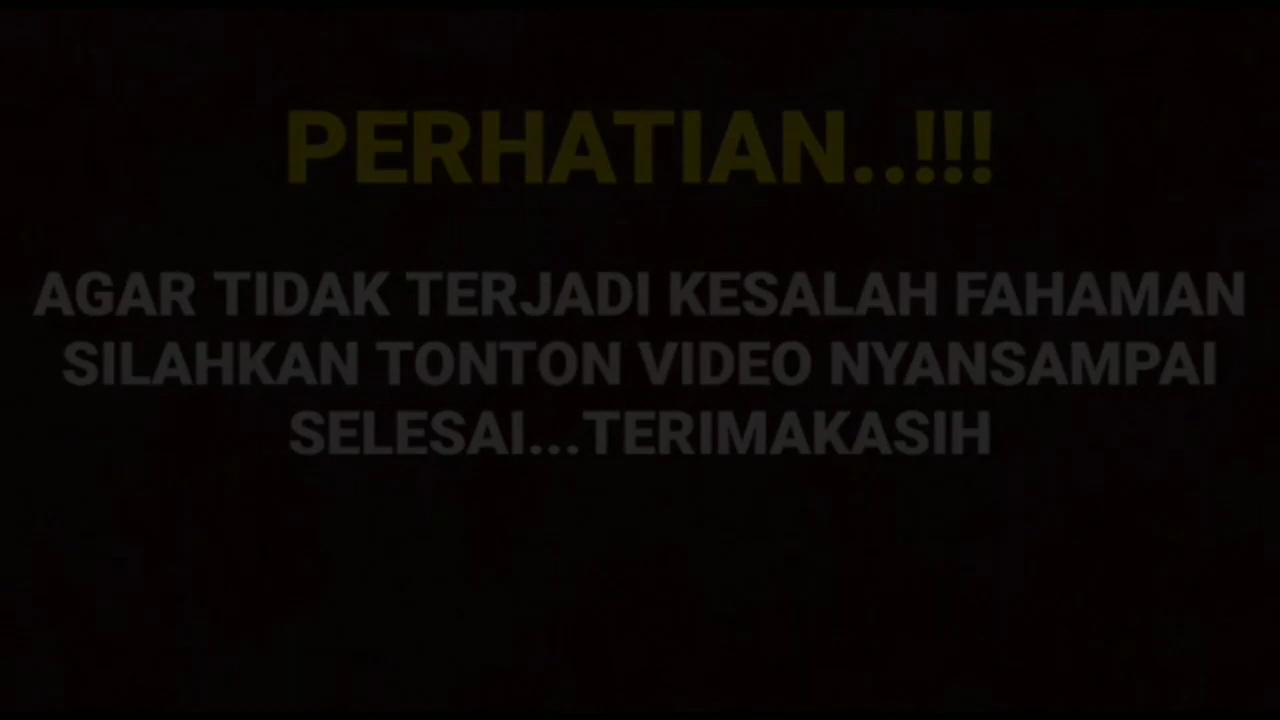 PERHATIAN..!!!
AGAR TIDAK TERJADI KESALAH FAHAMAN
SILAHKAN TONTON VIDEO NYANSAMPAI
SELESAI...TERIMAKASIH